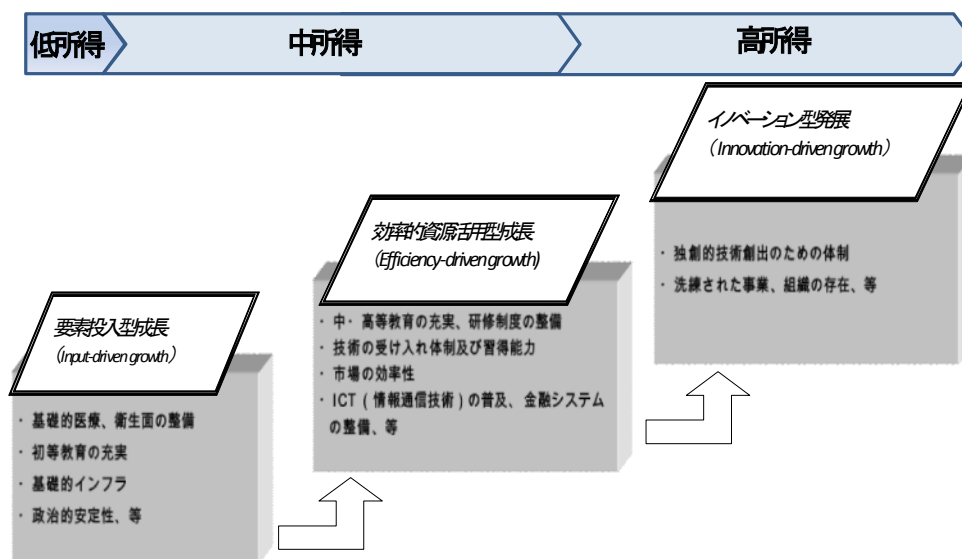 低所得
中所得
高所得
イノベーション型発展
(Innovation-driven growth)
・独創的技術創出のための体制
・洗練された事業、組織の存在、等
効率的資源活用型成長
(Efficiency-driven growth)
・中・高等教育の充実、研修制度の整備
・技術の受け入れ体制及び習得能力
・市場の効率性
・ICT(情報通信技術)の普及、金融システム
の整備、等
要素投入型成長
(Input-driven growth)
・基礎的医療、衛生面の整備
・初等教育の充実
・基礎的インフラ
・政治的安定性、等